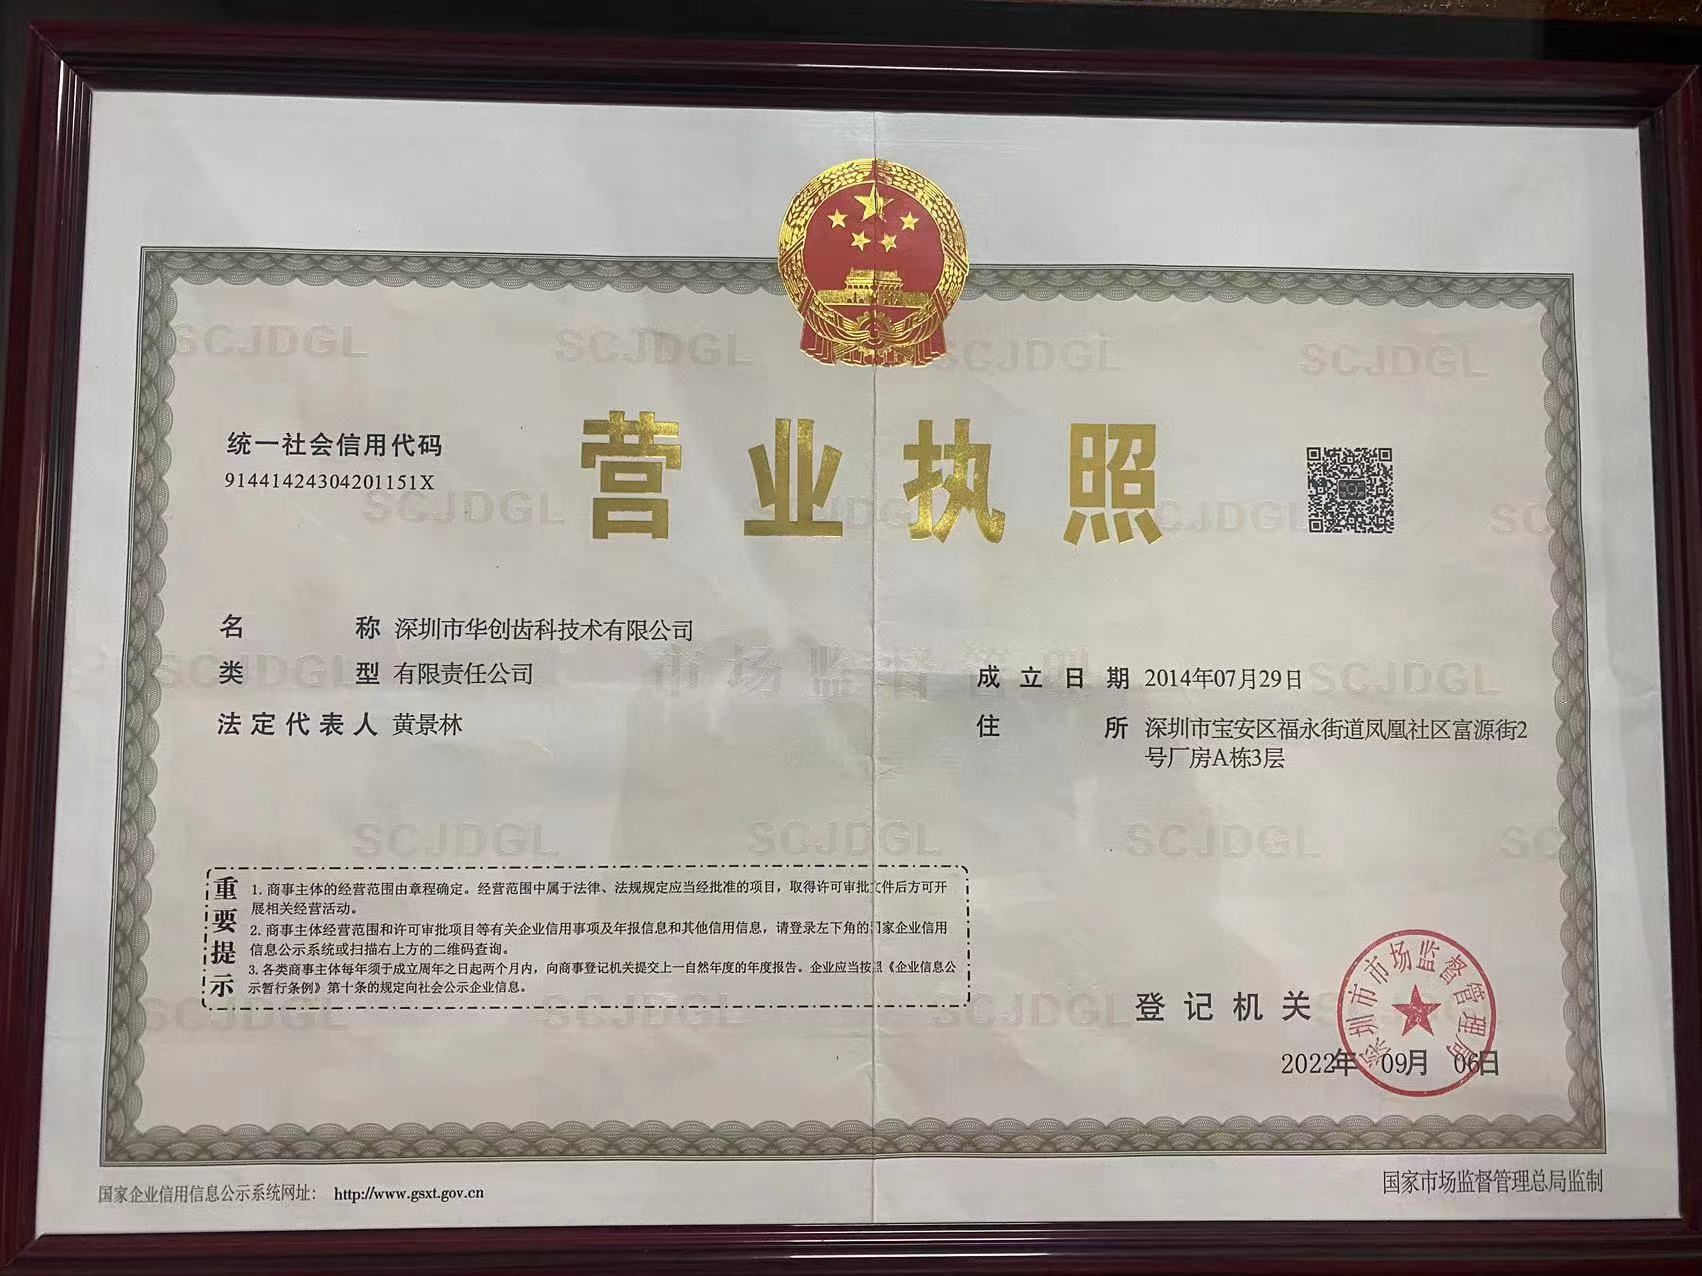 营业执照
统一社会信用代码
91441424304201151X
名称 深圳市华创齿科技术有限公司
类型 有限责任公司
法定代表人 黄景林
成立日期 2014年07月29日
住所 深圳市宝安区福永街道凤凰社区富源街2
号厂房A栋3层
重要提示
1. 商事主体的经营范围由章程确定。经营范围中属于法律、法规规定应当经批准的项目，取得许可审批文件后方可开
展相关经营活动。
2. 商事主体经营范围和许可审批项目等有关企业信用事项及年报信息和其他信用信息，请登录左下角的国家企业信用
信息公示系统或扫描右上方的二维码查询。
3. 各类商事主体每年须于成立周年之日起两个月内，向商事登记机关提交上一自然年度的年度报告。企业应当按照《企业信息公
示暂行条例》第十条的规定向社会公示企业信息。
登记机关
深圳市市场监督管理局
2022年 09月 06日
国家企业信用信息公示系统网址： http://www.gsxt.gov.cn
国家市场监督管理总局监制
SCJDGL SCJDGL SCJDGL SCJDGL